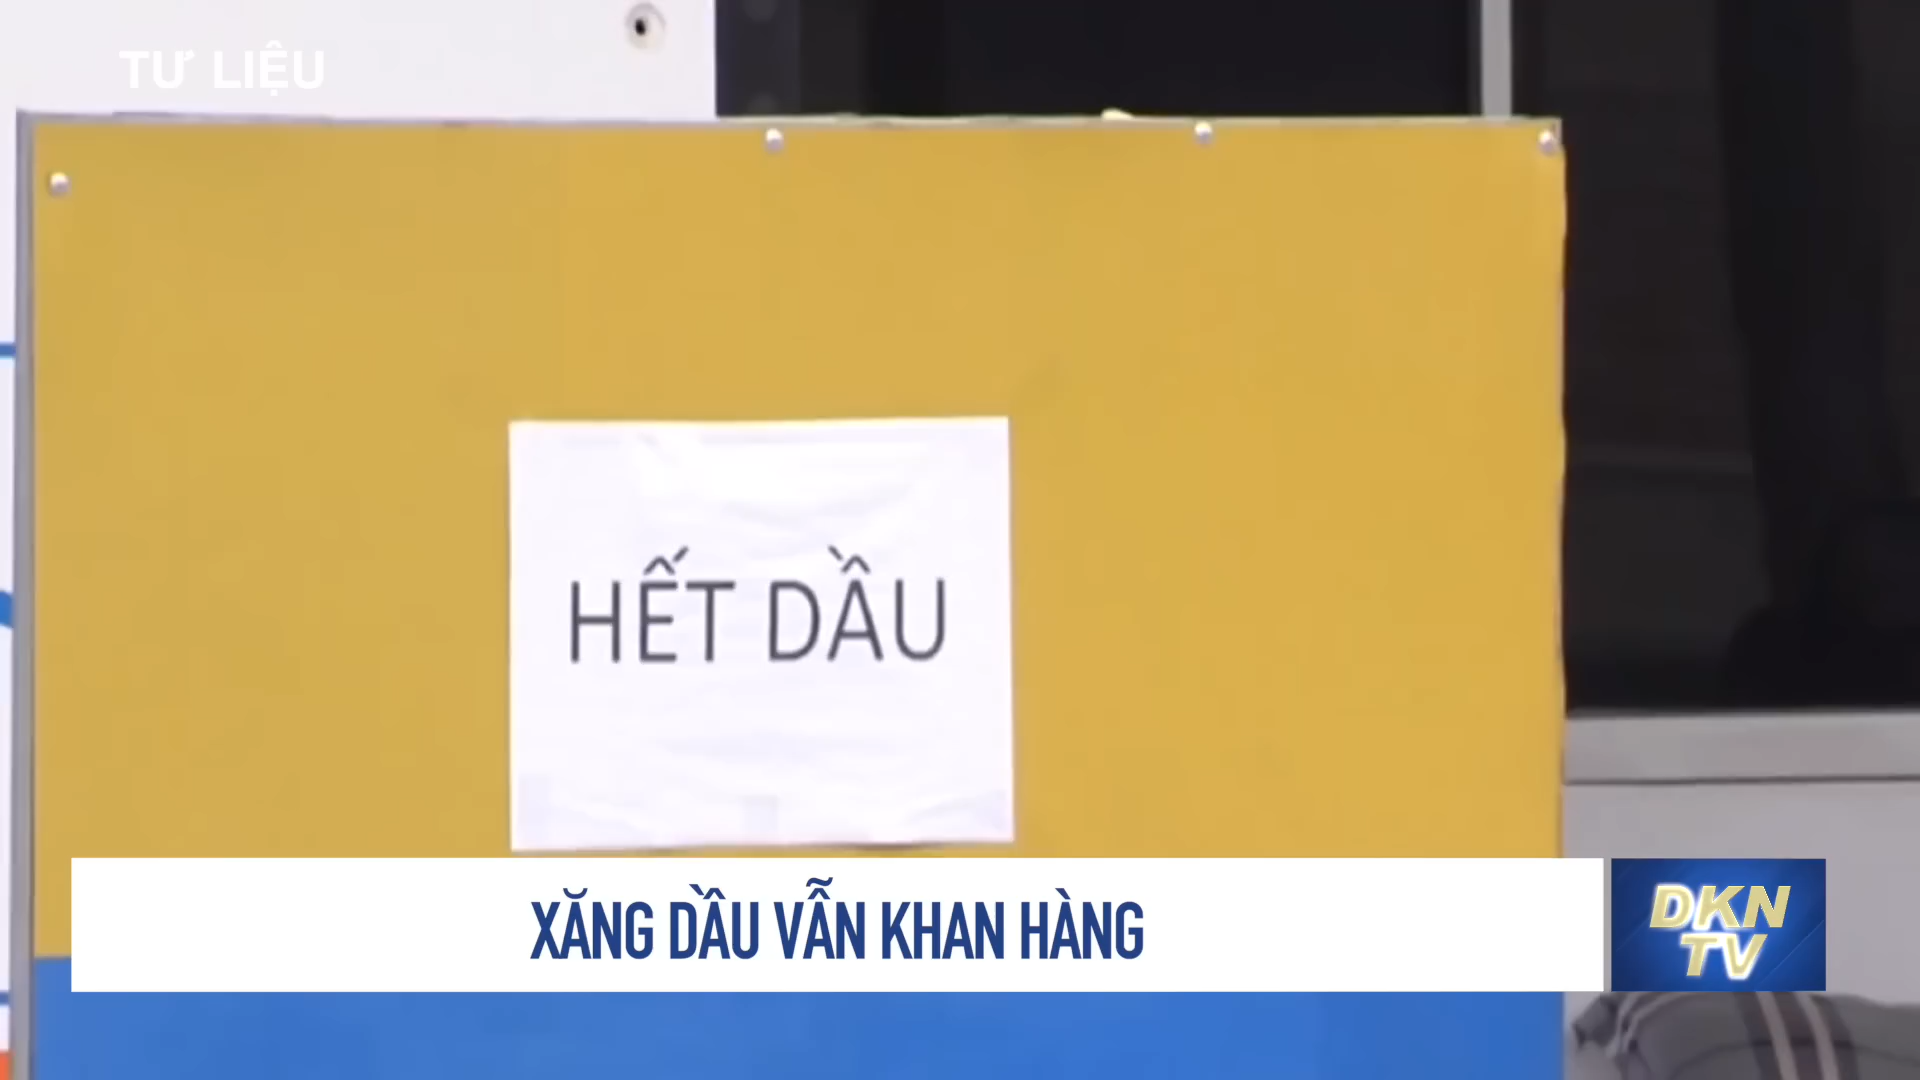 TƯ LIỆU
HẾT DẦU
XĂNG DẦU VẪN KHAN HÀNG
DKN
TV